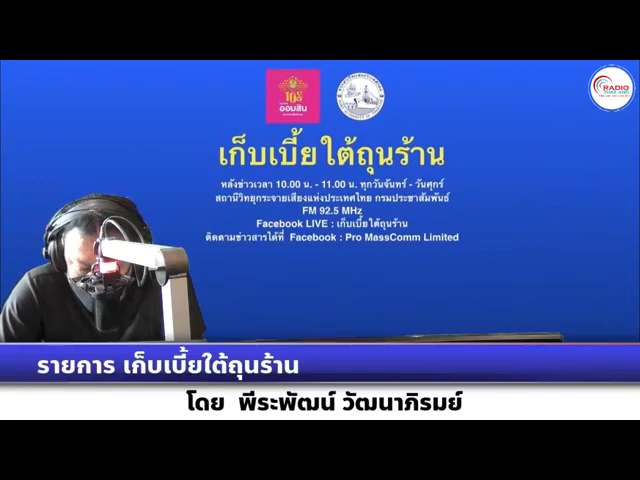 RADIO
THAILAND
108
ออมสิน
เก็บเบี้ยใต้ถุนร้าน
หลังข่าวเวลา 10.00 น. - 11.00 น. ทุกวันจันทร์ - วันศุกร์
สถานีวิทยุกระจายเสียงแห่งประเทศไทย กรมประชาสัมพันธ์
FM 92.5 MHz
Facebook LIVE : เก็บเบี้ยใต้ถุนร้าน
ติดตามข่าวสารได้ที่ Facebook : Pro MassComm Limited
รายการ เก็บเบี้ยใต้ถุนร้าน
โดย พีระพัฒน์ วัฒนาภิรมย์